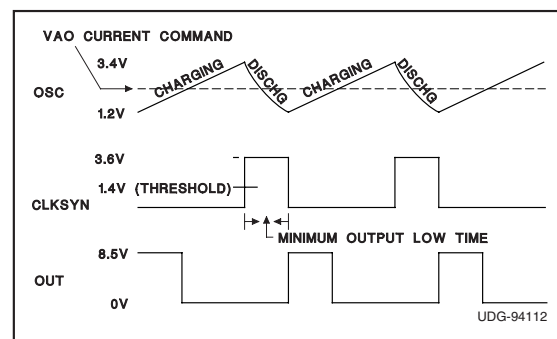 VAO CURRENT COMMAND
3.4V
OSC
1.2V
CHARGING
DISCHG
CHARGING
DISCHG
3.6V
1.4V (THRESHOLD)
CLKSYN
MINIMUM OUTPUT LOW TIME
8.5V
OUT
0V
UDG-94112